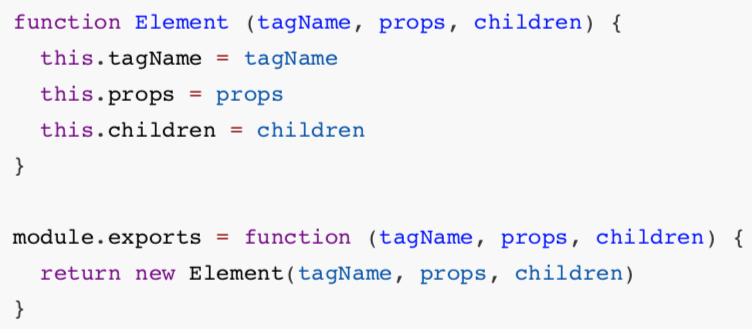 function Element (tagName, props, children) {
  this.tagName = tagName
  this.props = props
  this.children = children
}

module.exports = function (tagName, props, children) {
  return new Element(tagName, props, children)
}